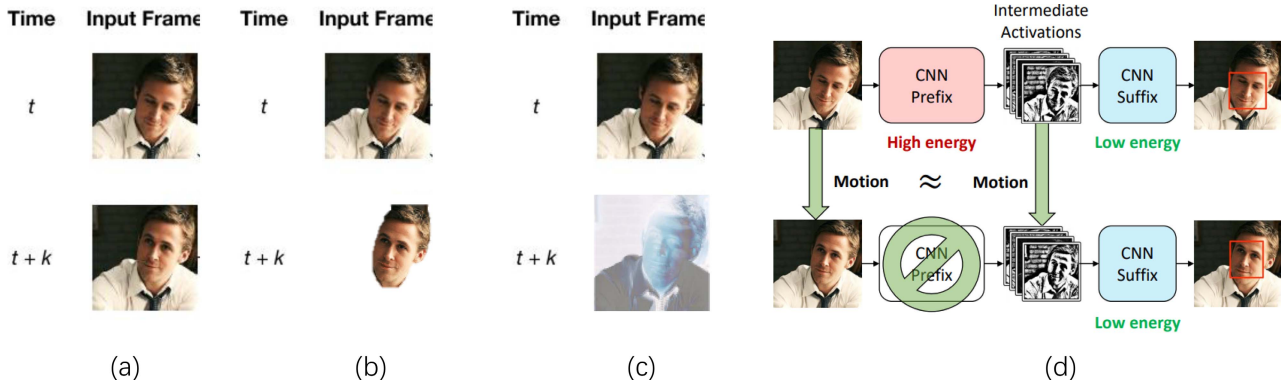 Time Input Frame Time Input Frame Time Input Frame
t t t
t + k t + k t + k
(a) (b) (c)
Intermediate
Activations
CNN
Prefix
CNN
Suffix
High energy
Low energy
Motion ≈ Motion
CNN
Prefix
CNN
Suffix
Low energy
(d)